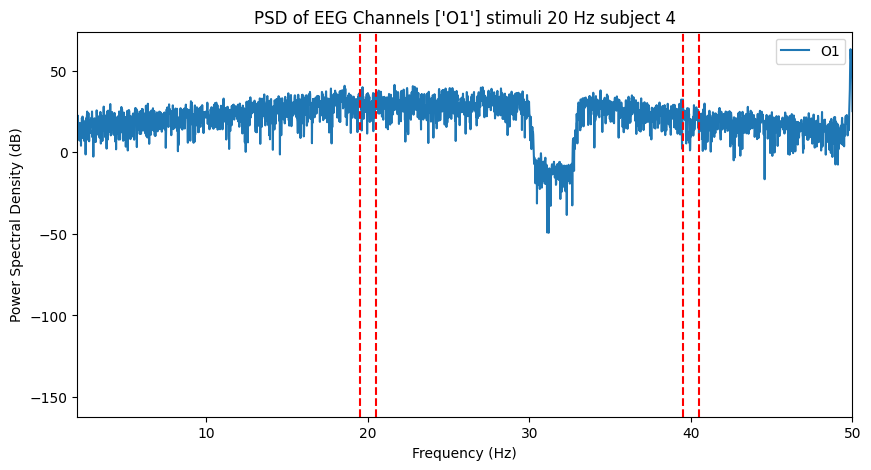 PSD of EEG Channels ['O1'] stimuli 20 Hz subject 4
O1
Power Spectral Density (dB)
50
0
−50
−100
−150
10
20
30
40
50
Frequency (Hz)